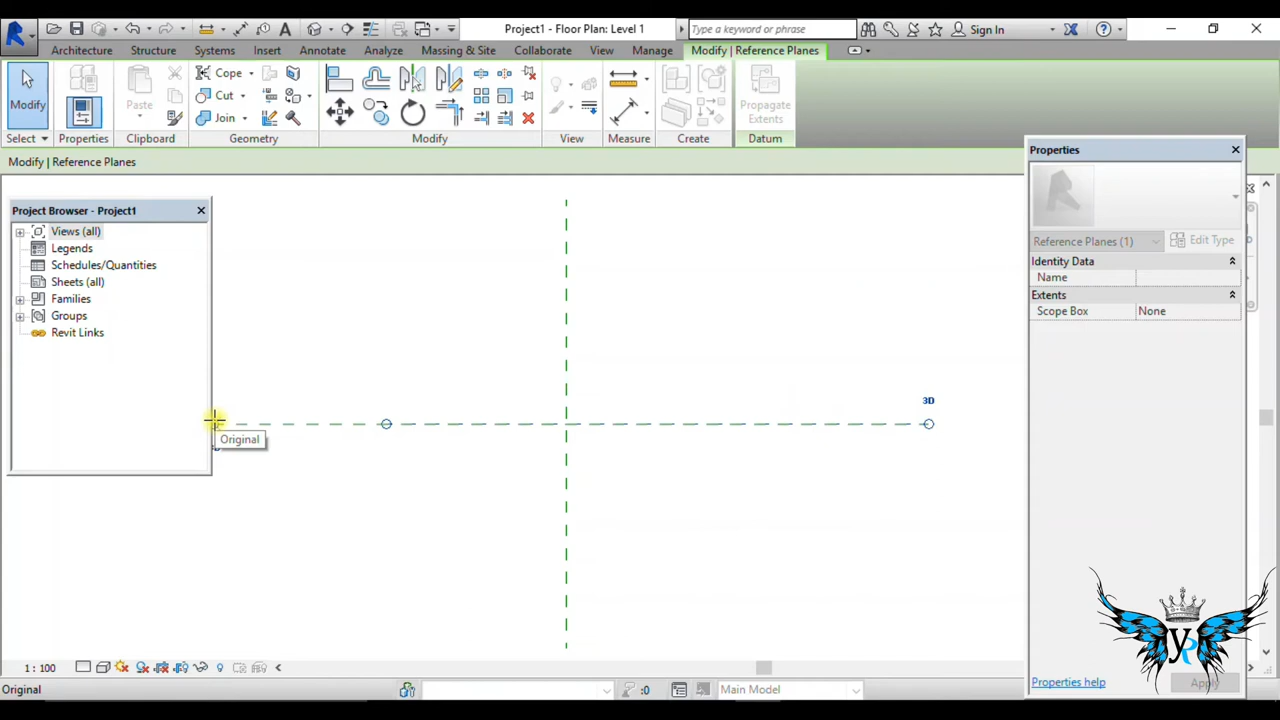 Project1 - Floor Plan: Level 1
Type a keyword or phrase
Sign In
Architecture
Structure
Systems
Insert
Annotate
Analyze
Massing & Site
Collaborate
View
Manage
Modify | Reference Planes
Modify
Paste
Cope
Cut
Join
Propagate
Extents
Select
Properties
Clipboard
Geometry
Modify
View
Measure
Create
Datum
Modify | Reference Planes
Project Browser - Project1
Views (all)
Legends
Schedules/Quantities
Sheets (all)
Families
Groups
Revit Links
3D
Original
Properties
Reference Planes (1)
Edit Type
Identity Data
Name
Extents
Scope Box
None
Properties help
Apply
1 : 100
Original
:0
Main Model